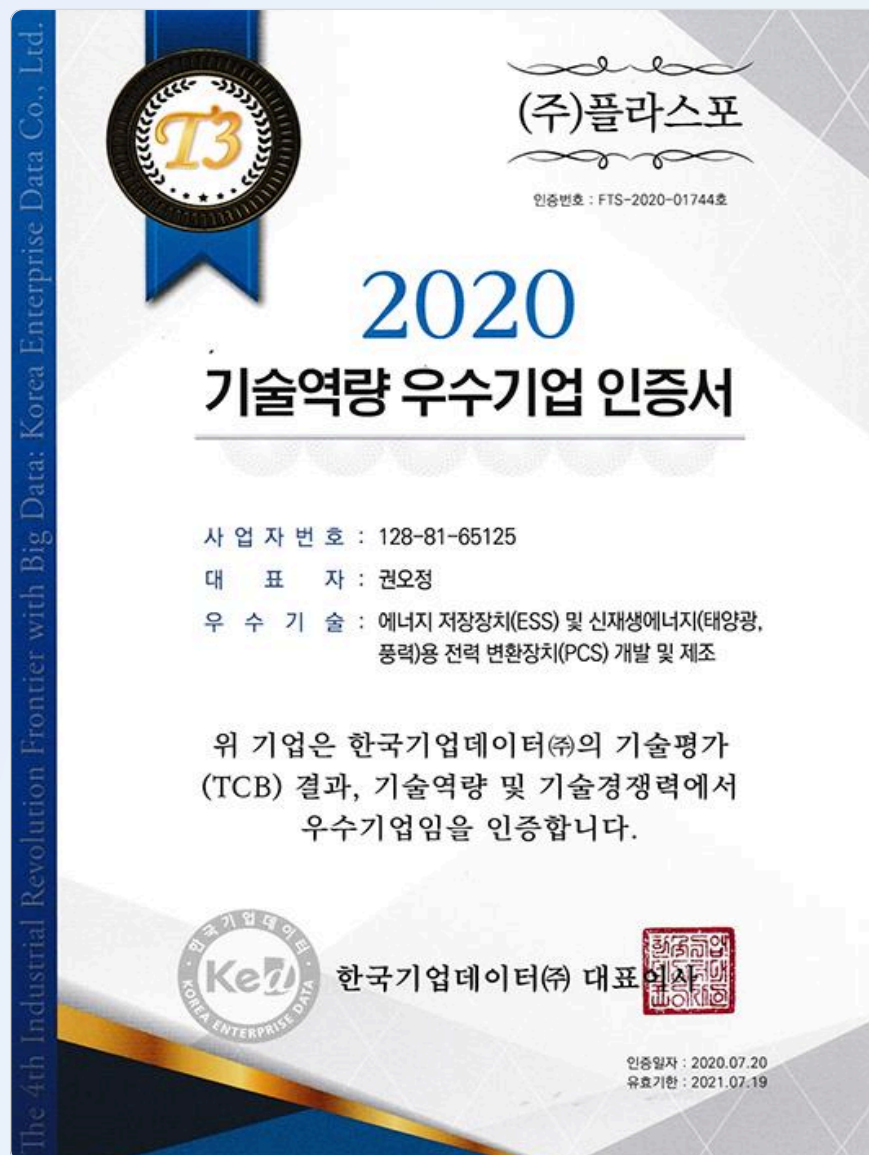 The 4th Industrial Revolution Frontier with Big Data: Korea Enterprise Data Co., Ltd.
T3
(주)플라스포
인증번호 : FTS-2020-01744호
2020
기술역량 우수기업 인증서
사업자번호 : 128-81-65125
대표자 : 권오정
우수기술 : 에너지 저장장치(ESS) 및 신재생에너지(태양광,
풍력)용 전력 변환장치(PCS) 개발 및 제조
위 기업은 한국기업데이터㈜의 기술평가
(TCB) 결과, 기술역량 및 기술경쟁력에서
우수기업임을 인증합니다.
한국기업데이터
Ked
KOREA ENTERPRISE DATA
한국기업데이터㈜ 대표이사
인증일자 : 2020.07.20
유효기한 : 2021.07.19